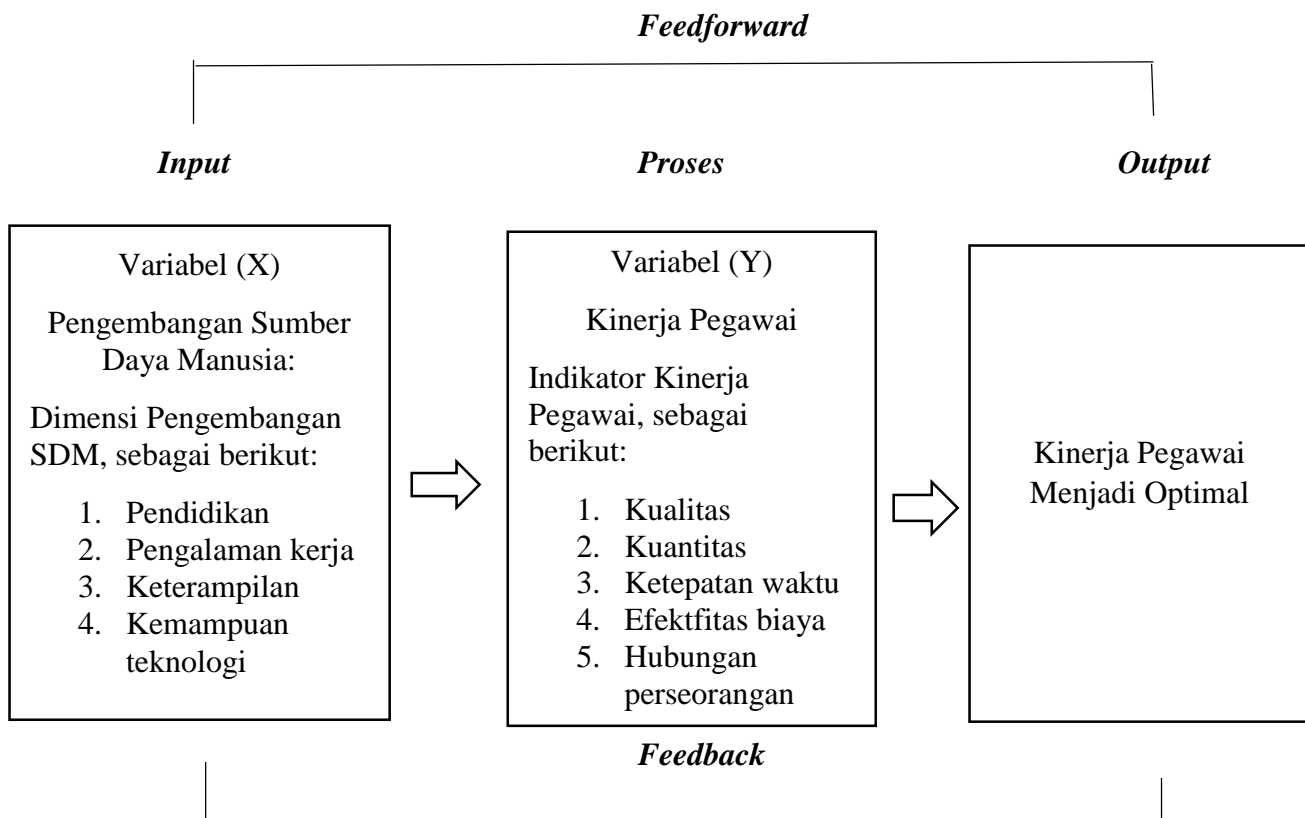 Feedforward
Input
Proses
Output
Variabel (X)
Pengembangan Sumber
Daya Manusia:
Dimensi Pengembangan
SDM, sebagai berikut:
1. Pendidikan
2. Pengalaman kerja
3. Keterampilan
4. Kemampuan
teknologi
Variabel (Y)
Kinerja Pegawai
Indikator Kinerja
Pegawai, sebagai
berikut:
1. Kualitas
2. Kuantitas
3. Ketepatan waktu
4. Efektfitas biaya
5. Hubungan
perseorangan
Kinerja Pegawai
Menjadi Optimal
Feedback